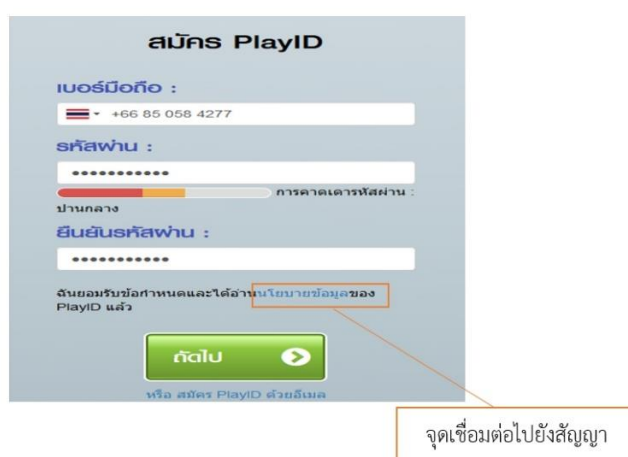 สมัคร PlayID
เบอร์มือถือ :
+66 85 058 4277
รหัสผ่าน :
•••••••••••
การคาดเดารหัสผ่าน :
ปานกลาง
ยืนยันรหัสผ่าน :
•••••••••••
ฉันยอมรับข้อกำหนดและได้อ่านนโยบายข้อมูลของ
PlayID แล้ว
ถัดไป
หรือ สมัคร PlayID ด้วยอีเมล
จุดเชื่อมต่อไปยังสัญญา